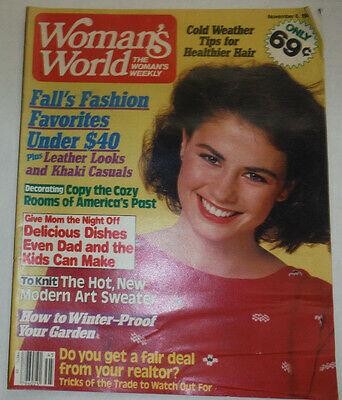 Woman's
World
THE
WOMAN'S
WEEKLY
Cold Weather
Tips for
Healthier Hair
November
ONLY
69¢
Fall's Fashion
Favorites
Under $40
Plus Leather Looks
and Khaki Casuals
Decorating Copy the Cozy
Rooms of America's Past
Give Mom the Night Off
Delicious Dishes
Even Dad and the
Kids Can Make
To Knit The Hot, New
Modern Art Sweater
How to Winter-Proof
Your Garden
Do you get a fair deal
from your realtor?
Tricks of the Trade to Watch Out For